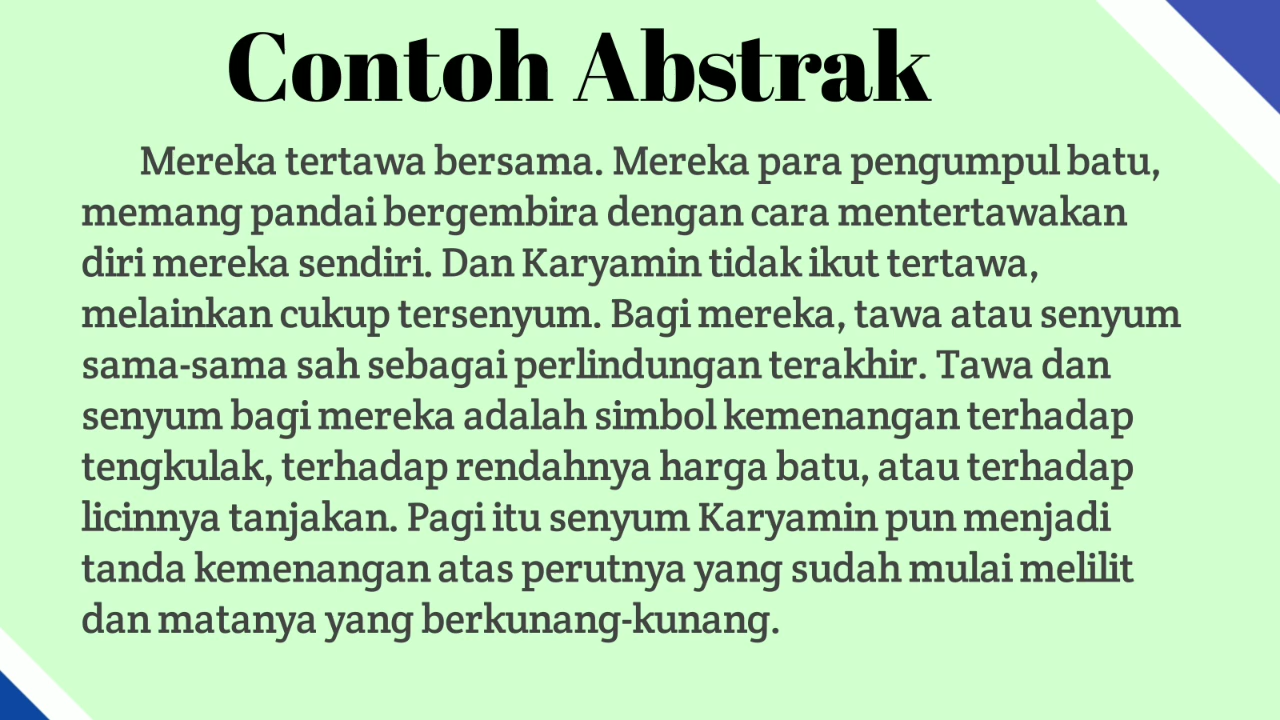 Contoh Abstrak
Mereka tertawa bersama. Mereka para pengumpul batu,
memang pandai bergembira dengan cara mentertawakan
diri mereka sendiri. Dan Karyamin tidak ikut tertawa,
melainkan cukup tersenyum. Bagi mereka, tawa atau senyum
sama-sama sah sebagai perlindungan terakhir. Tawa dan
senyum bagi mereka adalah simbol kemenangan terhadap
tengkulak, terhadap rendahnya harga batu, atau terhadap
licinnya tanjakan. Pagi itu senyum Karyamin pun menjadi
tanda kemenangan atas perutnya yang sudah mulai melilit
dan matanya yang berkunang-kunang.